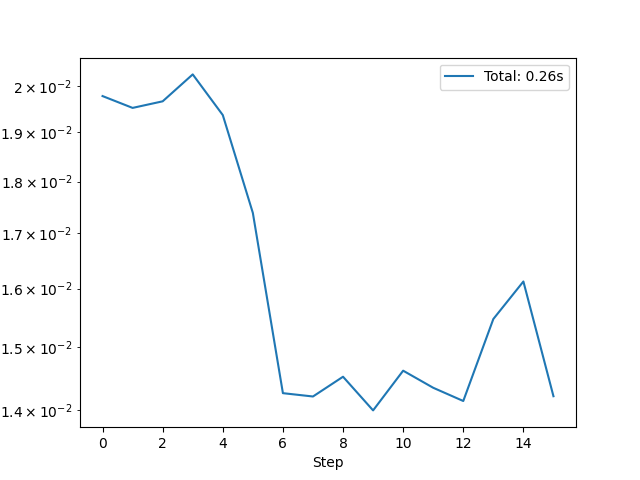 Total: 0.26s
2 × 10⁻²
1.9 × 10⁻²
1.8 × 10⁻²
1.7 × 10⁻²
1.6 × 10⁻²
1.5 × 10⁻²
1.4 × 10⁻²
0 2 4 6 8 10 12 14
Step